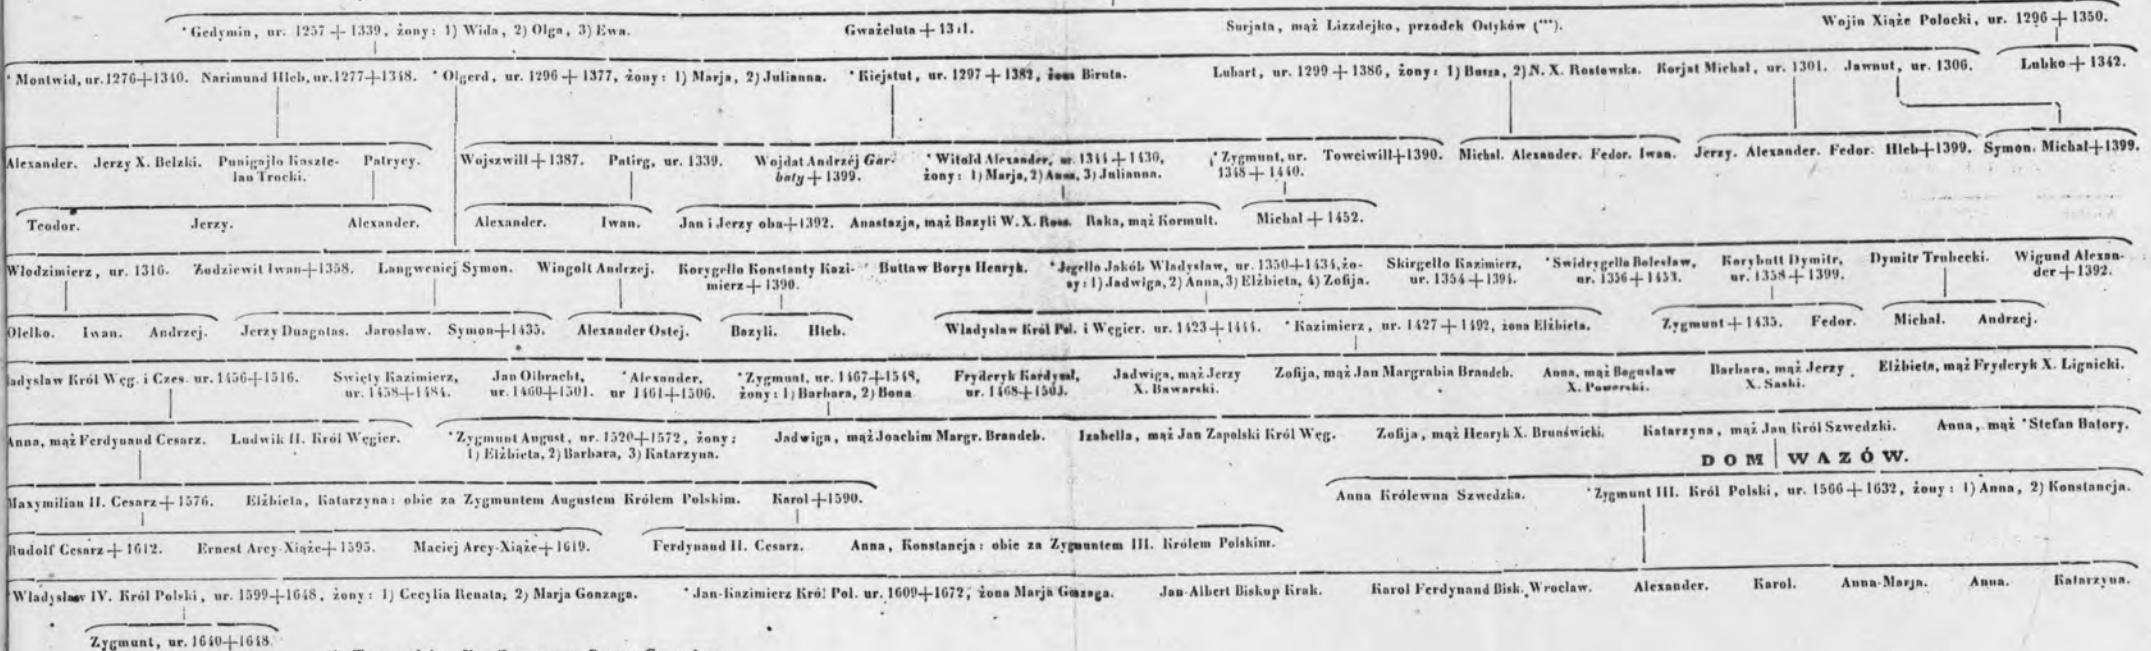 * Gedymin, ur. 1257 + 1339, żony: 1) Wida, 2) Olga, 3) Ewa. Gważeluta + 1341. Surjata, mąż Lizzdejko, przodek Ostyków (***). Wojin Xiąże Polocki, ur. 1296 + 1350.
* Montwid, ur. 1276+1340. Narimund Hleb, ur. 1277+1348. * Olgerd, ur. 1296 + 1377, żony: 1) Marja, 2) Julianna. * Kiejstut, ur. 1297 + 1382, żona Biruta. Lubart, ur. 1299 + 1386, żony: 1) Busza, 2) N. X. Rostowska. Korjat Michał, ur. 1301. Jawnut, ur. 1306. Lubko + 1342.
Alexander. Jerzy X. Bełzki. Punigajło Kasztelan Trocki. Patrycy. Wojszwiłł + 1387. Patirg, ur. 1339. Wojdat Andrzéj Garbaty + 1399. * Witold Alexander, ur. 1344 + 1430, żony: 1) Marja, 2) Anna, 3) Julianna. * Zygmunt, ur. 1348 + 1440. Towciwiłł+1390. Michał. Alexander. Fedor. Iwan. Jerzy. Alexander. Fedor. Hleb+1399. Symon. Michał+1399.
Teodor. Jerzy. Alexander. Alexander. Iwan. Jan i Jerzy oba+1392. Anastazja, mąż Bazyli W. X. Ross. Raka, mąż Kormult. Michał + 1452.
Włodzimierz, ur. 1316. Zudziewit Iwan+1358. Langweniej Symon. Wingolt Andrzej. Korygełło Konstanty Kazimierz + 1390. Buttaw Borys Henryk. * Jegełło Jakób Władysław, ur. 1350+1434, żony: 1) Jadwiga, 2) Anna, 3) Elżbieta, 4) Zofija. Skirgełło Kazimierz, ur. 1354 + 1394. * Swidrygełło Bolesław, ur. 1356 + 1453. Korybutt Dymitr, ur. 1358 + 1399. Dymitr Trubecki. Wigund Alexander + 1392.
Olelko. Iwan. Andrzej. Jerzy Duagotas. Jarosław. Symon+1435. Alexander Ostej. Bazyli. Hleb. Władysław Król Pol. i Węgier. ur. 1423 + 1444. * Kazimierz, ur. 1427 + 1492, żona Elżbieta. Zygmunt + 1435. Fedor. Michał. Andrzej.
ładysław Król Węg. i Czes. ur. 1456+1516. Swięty Kazimierz, ur. 1458+1484. Jan Olbracht, ur. 1460+1501. * Alexander, ur 1461+1506. * Zygmunt, ur. 1467+1548, żony: 1) Barbara, 2) Bona Fryderyk Kardynał, ur. 1468+1503. Jadwiga, mąż Jerzy X. Bawarski. Zofija, mąż Jan Margrabia Brandeb. Anna, mąż Bogusław X. Pomorski. Barbara, mąż Jerzy X. Saski. Elżbieta, mąż Fryderyk X. Lignicki.
Anna, mąż Ferdynand Cesarz. Ludwik II. Król Węgier. * Zygmunt August, ur. 1520+1572, żony: 1) Elżbieta, 2) Barbara, 3) Katarzyna. Jadwiga, mąż Joachim Margr. Brandeb. Izabella, mąż Jan Zapolski Król Węg. Zofija, mąż Henryk X. Brunświcki. Katarzyna, mąż Jan Król Szwedzki. Anna, mąż * Stefan Batory.
DOM WAZÓW.
Maxymilian II. Cesarz + 1576. Elżbieta, Katarzyna: obie za Zygmuntem Augustem Królem Polskim. Karol +1590. Anna Królewna Szwedzka. * Zygmunt III. Król Polski, ur. 1566 + 1632, żony: 1) Anna, 2) Konstancja.
Rudolf Cesarz + 1612. Ernest Arcy-Xiąże+1595. Maciej Arcy-Xiąże+1619. Ferdynand II. Cesarz. Anna, Konstancja: obie za Zygmuntem III. Królem Polskim.
* Władysław IV. Król Polski, ur. 1599+1648, żony: 1) Cecylia Renata, 2) Marja Gonzaga. * Jan-Kazimierz Król Pol. ur. 1609+1672, żona Marja Gonzaga. Jan-Albert Biskup Krak. Karol Ferdynand Bisk. Wrocław. Alexander. Karol. Anna-Marja. Anna. Katarzyna.
Zygmunt, ur. 1640+1648.